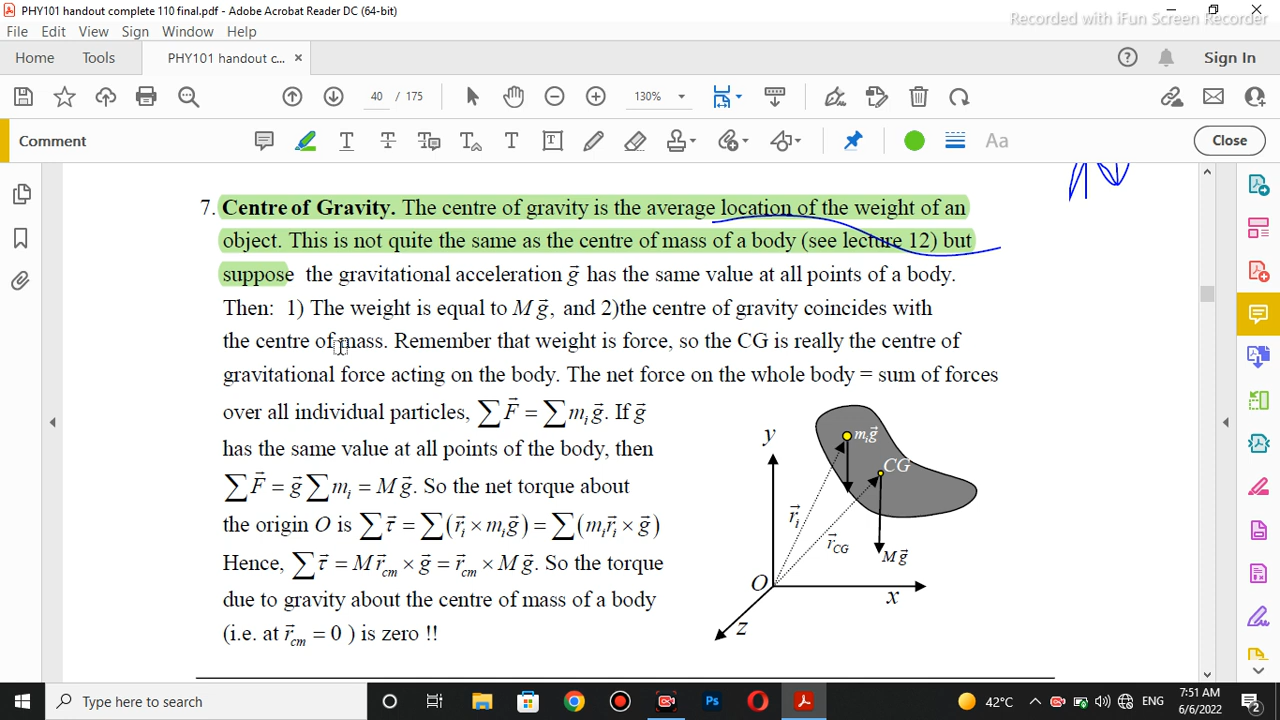 PHY101 handout complete 110 final.pdf - Adobe Acrobat Reader DC (64-bit)
Recorded with iFun Screen Recorder
File Edit View Sign Window Help
Home Tools PHY101 handout c... × Sign In
40 / 175 130%
Comment Aa Close
7. Centre of Gravity. The centre of gravity is the average location of the weight of an
object. This is not quite the same as the centre of mass of a body (see lecture 12) but
suppose the gravitational acceleration g⃗ has the same value at all points of a body.
Then: 1) The weight is equal to Mg⃗, and 2)the centre of gravity coincides with
the centre of mass. Remember that weight is force, so the CG is really the centre of
gravitational force acting on the body. The net force on the whole body = sum of forces
over all individual particles, ∑F⃗ = ∑mᵢg⃗. If g⃗
has the same value at all points of the body, then
∑F⃗ = g⃗∑mᵢ = Mg⃗. So the net torque about
the origin O is ∑τ⃗ = ∑(r⃗ᵢ × mᵢg⃗) = ∑(mᵢr⃗ᵢ × g⃗)
Hence, ∑τ⃗ = Mr⃗cm × g⃗ = r⃗cm × Mg⃗. So the torque
due to gravity about the centre of mass of a body
(i.e. at r⃗cm = 0 ) is zero !!
y
mᵢg⃗
CG
r⃗ᵢ
r⃗CG
Mg⃗
O
x
z
Type here to search
42°C ENG
7:51 AM
6/6/2022
2